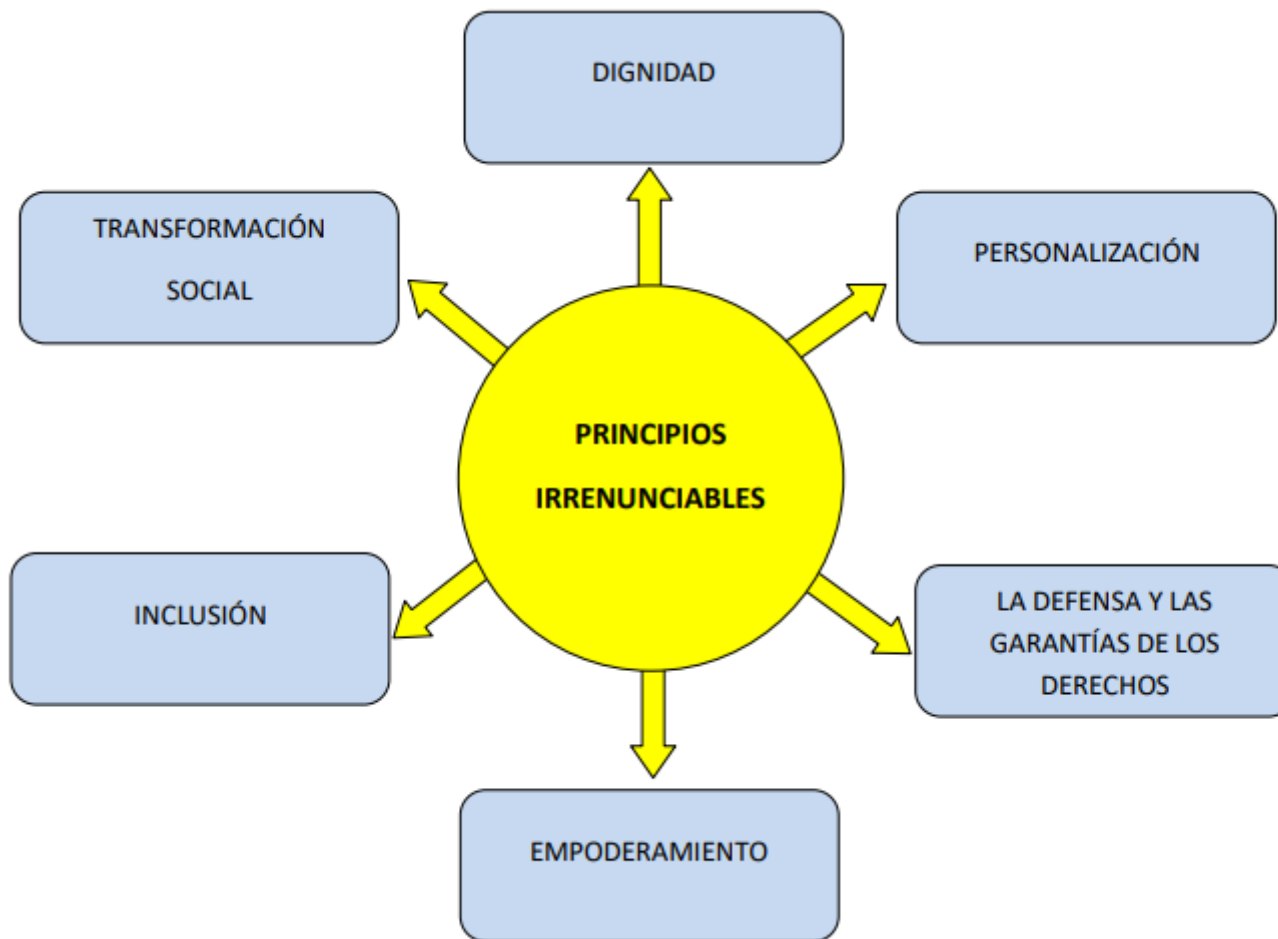 DIGNIDAD
TRANSFORMACIÓN
SOCIAL
PERSONALIZACIÓN
PRINCIPIOS
IRRENUNCIABLES
INCLUSIÓN
LA DEFENSA Y LAS
GARANTÍAS DE LOS
DERECHOS
EMPODERAMIENTO